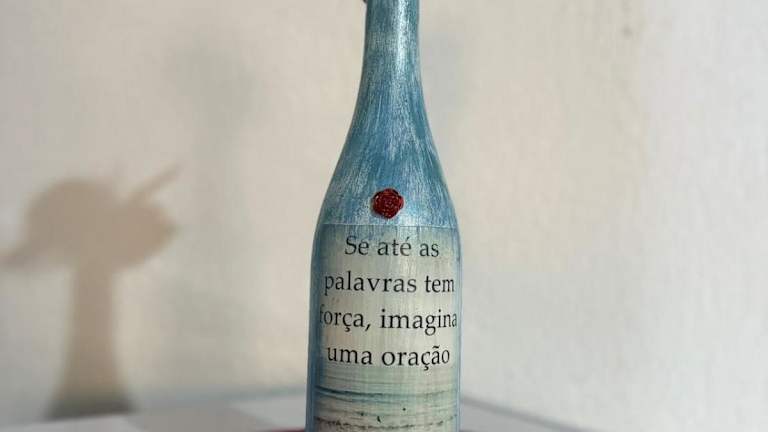 Se até as
palavras tem
força, imagina
uma oração